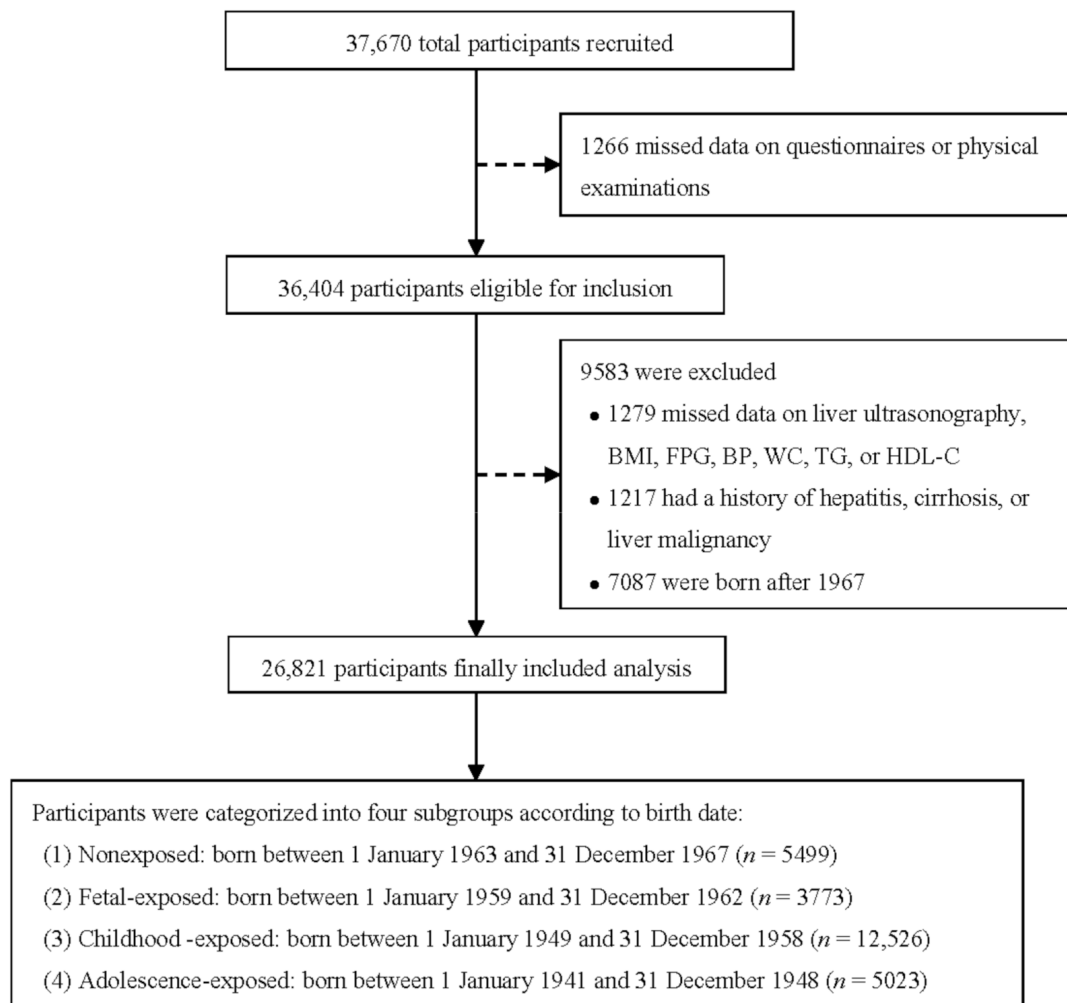 37,670 total participants recruited
1266 missed data on questionnaires or physical
examinations
36,404 participants eligible for inclusion
9583 were excluded
• 1279 missed data on liver ultrasonography,
BMI, FPG, BP, WC, TG, or HDL-C
• 1217 had a history of hepatitis, cirrhosis, or
liver malignancy
• 7087 were born after 1967
26,821 participants finally included analysis
Participants were categorized into four subgroups according to birth date:
(1) Nonexposed: born between 1 January 1963 and 31 December 1967 (n = 5499)
(2) Fetal-exposed: born between 1 January 1959 and 31 December 1962 (n = 3773)
(3) Childhood -exposed: born between 1 January 1949 and 31 December 1958 (n = 12,526)
(4) Adolescence-exposed: born between 1 January 1941 and 31 December 1948 (n = 5023)